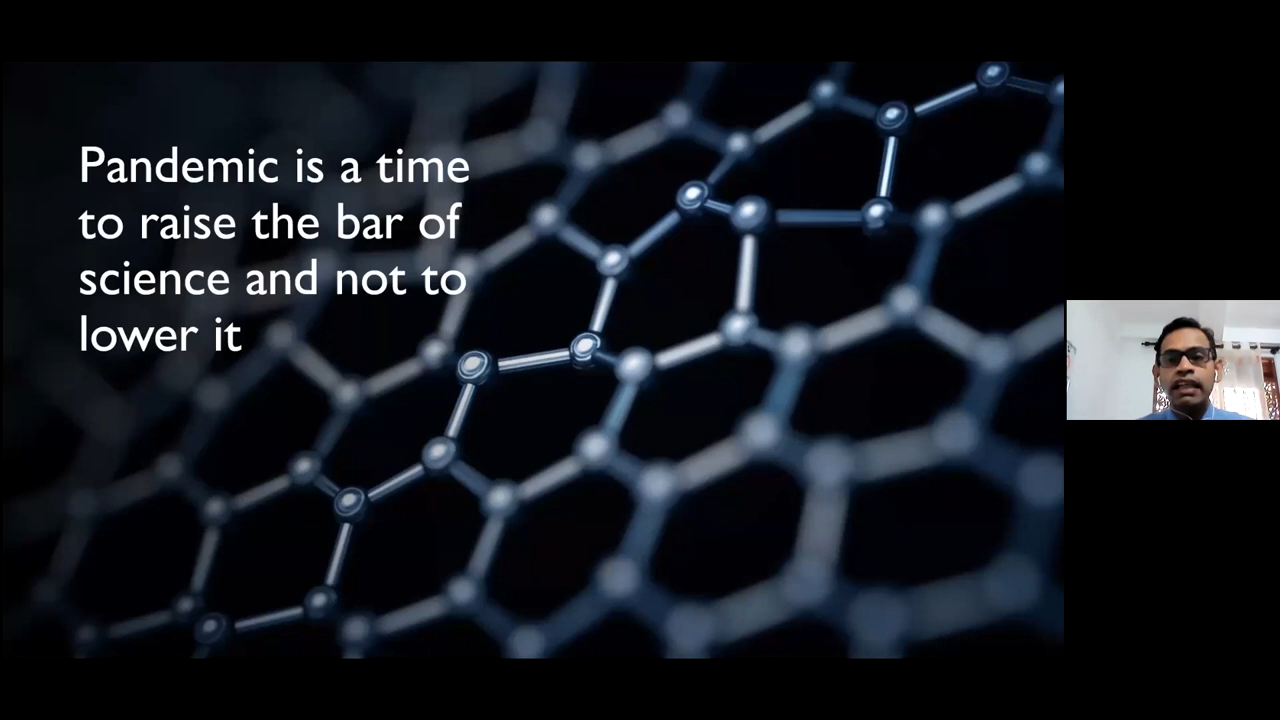 Pandemic is a time
to raise the bar of
science and not to
lower it